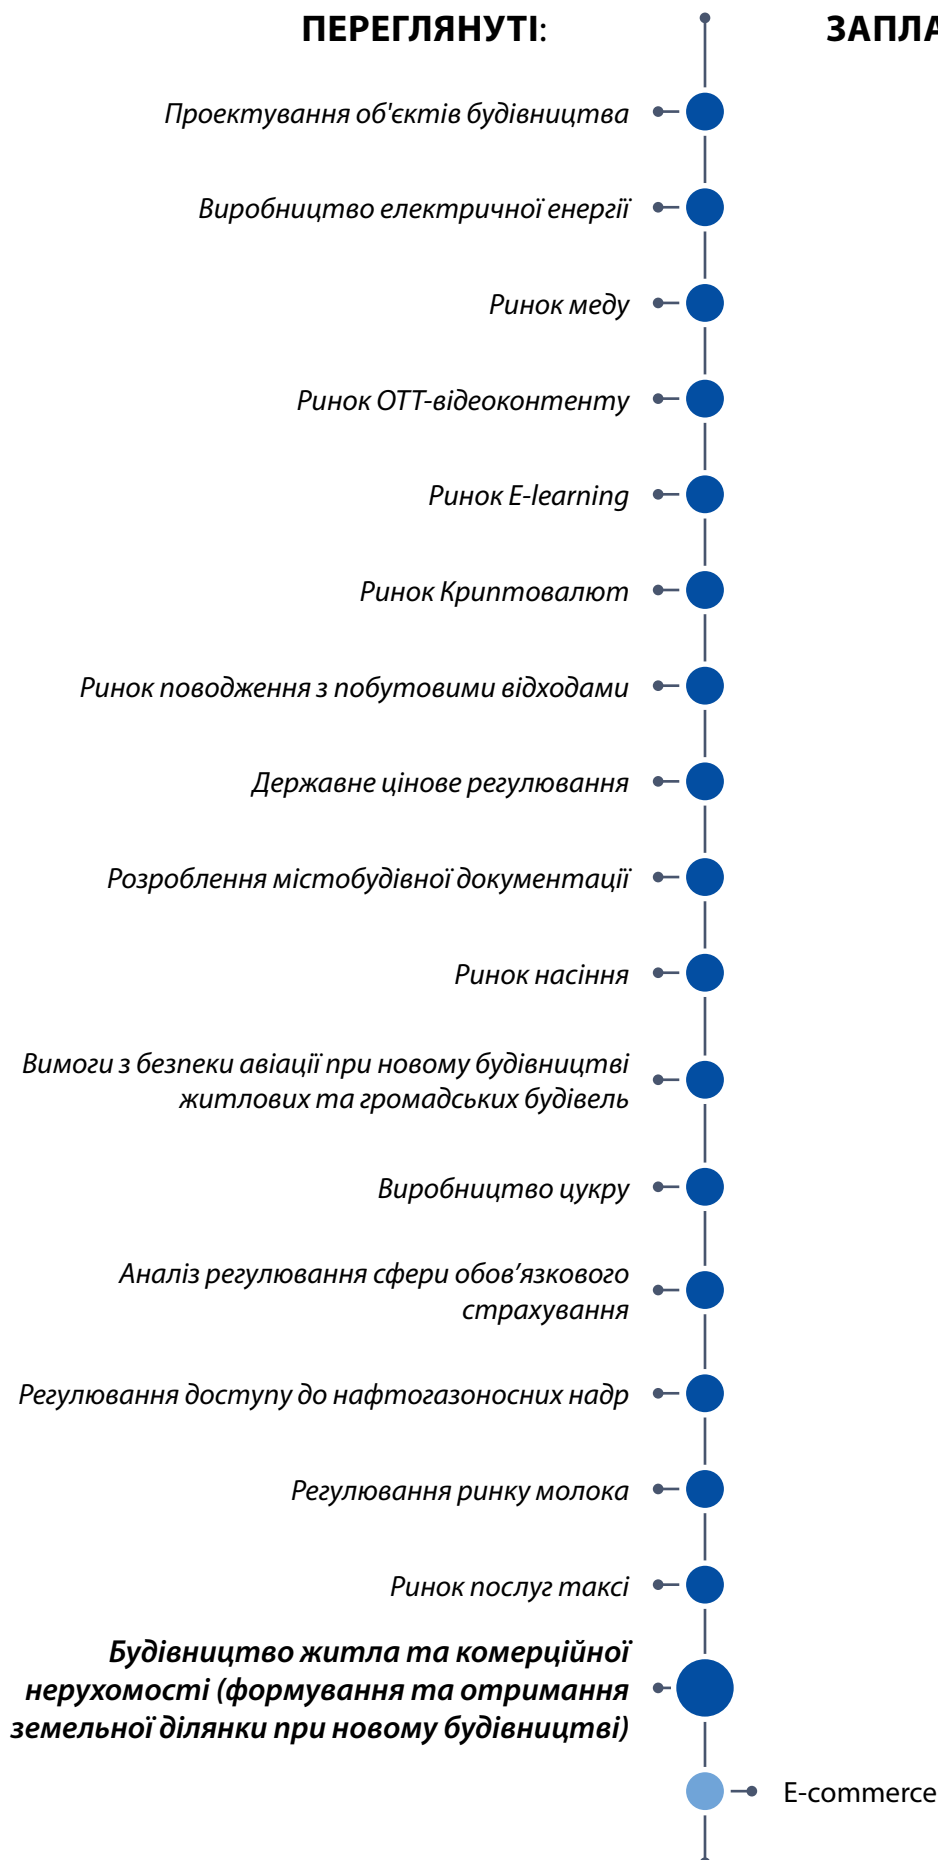 ПЕРЕГЛЯНУТІ:
Проектування об'єктів будівництва
Виробництво електричної енергії
Ринок меду
Ринок ОТТ-відеоконтенту
Ринок E-learning
Ринок Криптовалют
Ринок поводження з побутовими відходами
Державне цінове регулювання
Розроблення містобудівної документації
Ринок насіння
Вимоги з безпеки авіації при новому будівництві
житлових та громадських будівель
Виробництво цукру
Аналіз регулювання сфери обов’язкового
страхування
Регулювання доступу до нафтогазоносних надр
Регулювання ринку молока
Ринок послуг таксі
Будівництво житла та комерційної
нерухомості (формування та отримання
земельної ділянки при новому будівництві)
E-commerce